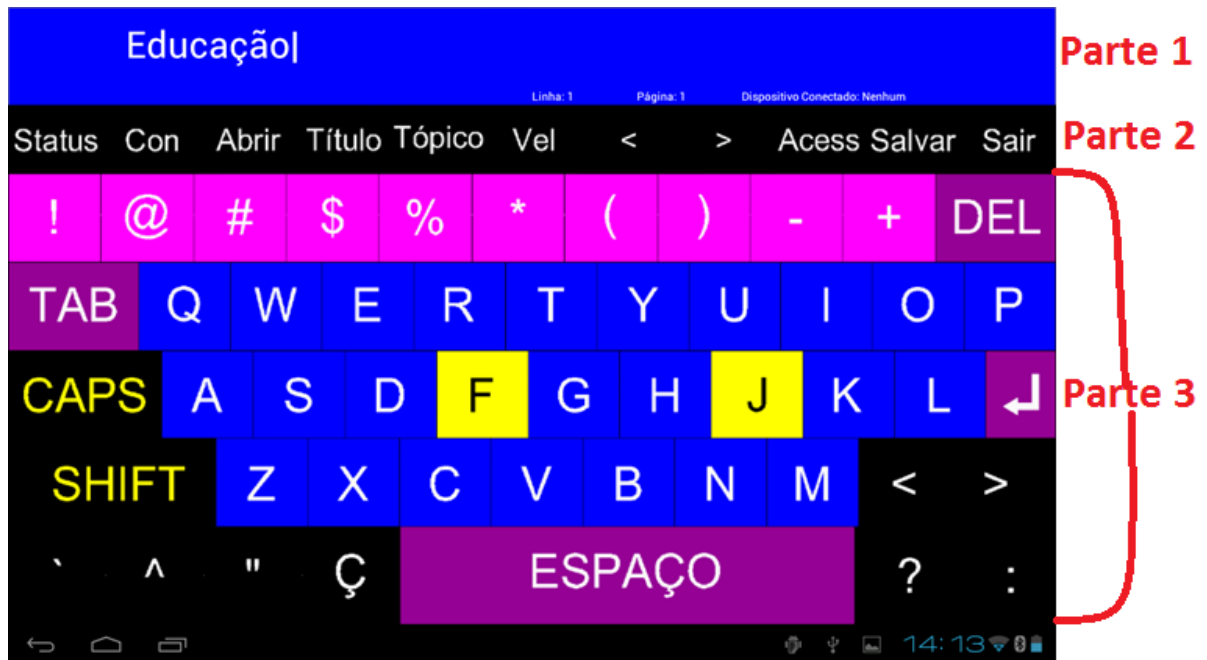 Educação
Parte 1
Linha: 1 Página: 1 Dispositivo Conectado: Nenhum
Status Con Abrir Título Tópico Vel < > Acess Salvar Sair
Parte 2
! @ # $ % * ( ) - + DEL
TAB Q W E R T Y U I O P
CAPS A S D F G H J K L
Parte 3
SHIFT Z X C V B N M < >
` ^ " Ç ESPAÇO ? :
14:13